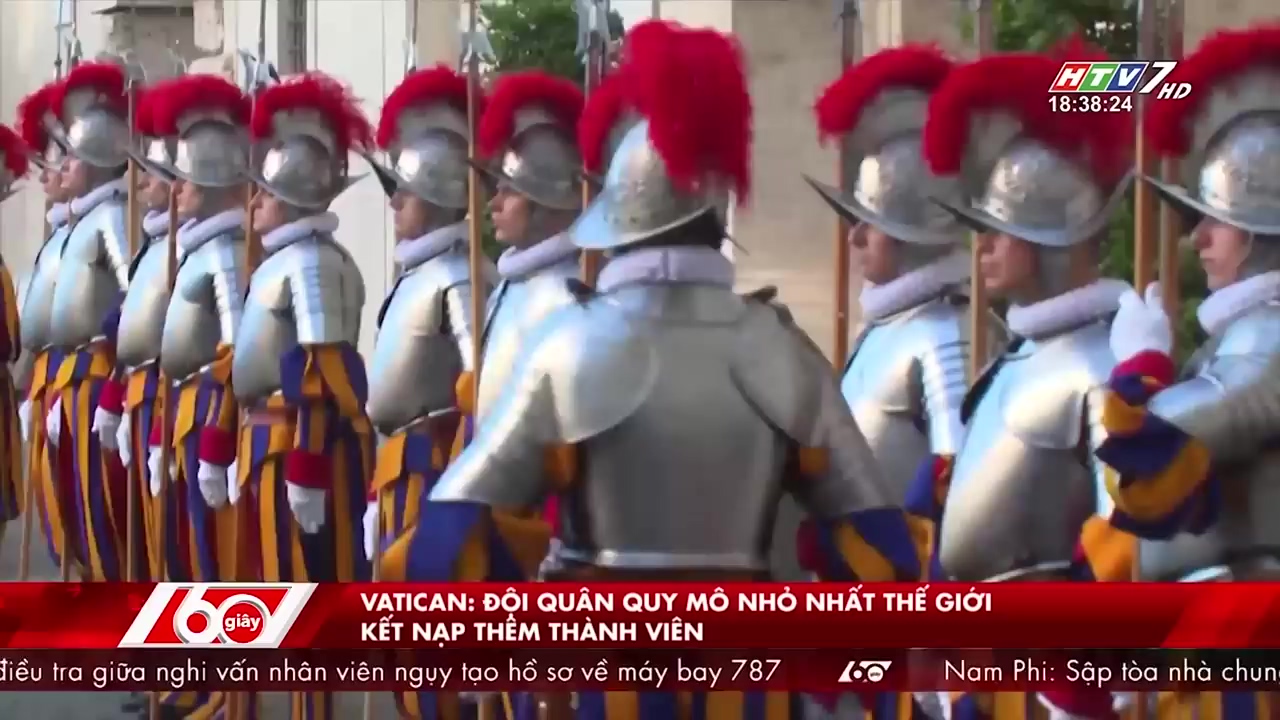 HTV7 HD
18:38:24
60 giây
VATICAN: ĐỘI QUÂN QUY MÔ NHỎ NHẤT THẾ GIỚI
KẾT NẠP THÊM THÀNH VIÊN
điều tra giữa nghi vấn nhân viên ngụy tạo hồ sơ về máy bay 787 60 Nam Phi: Sập tòa nhà chung